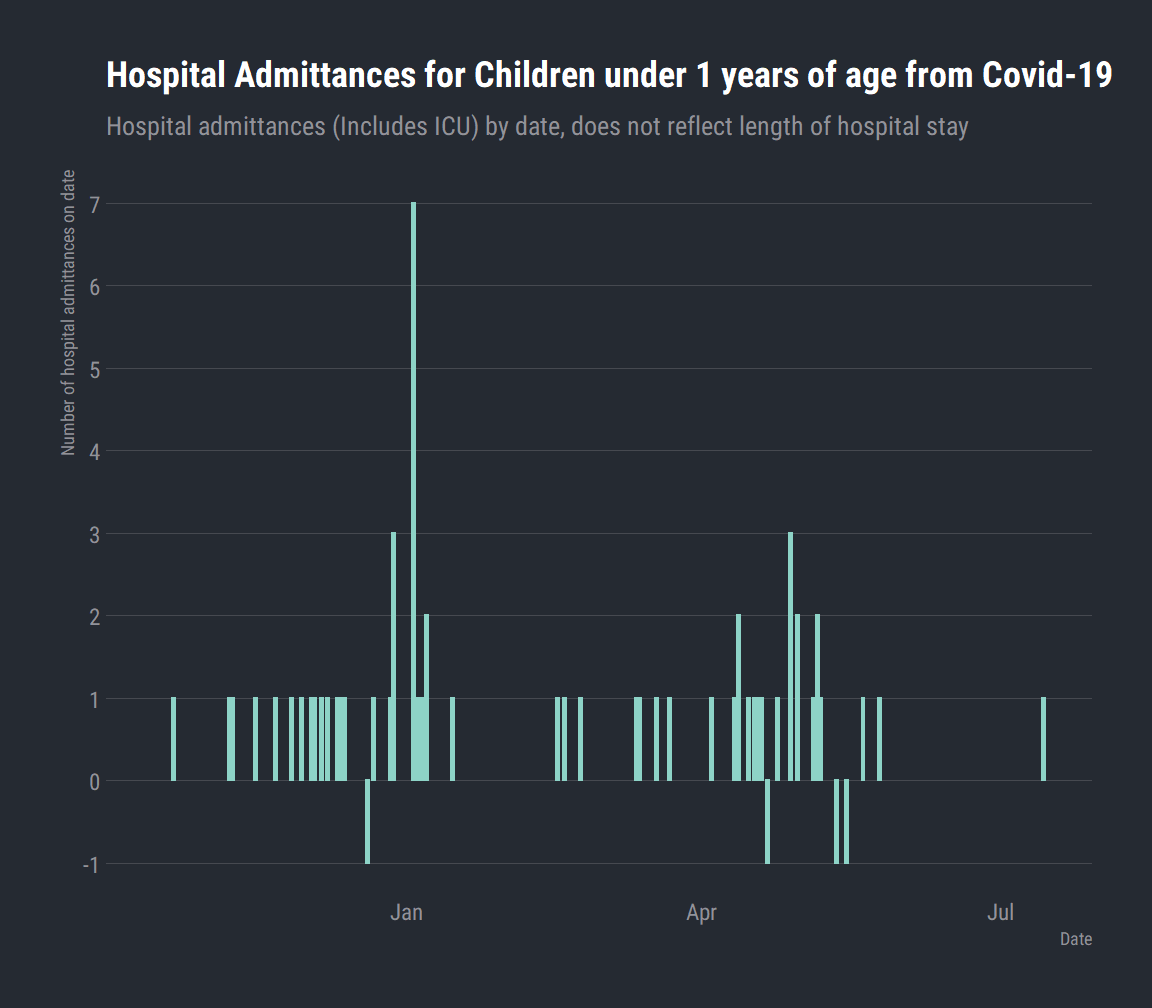 Hospital Admittances for Children under 1 years of age from Covid-19
Hospital admittances (Includes ICU) by date, does not reflect length of hospital stay
Number of hospital admittances on date
7
6
5
4
3
2
1
0
-1
Jan
Apr
Jul
Date